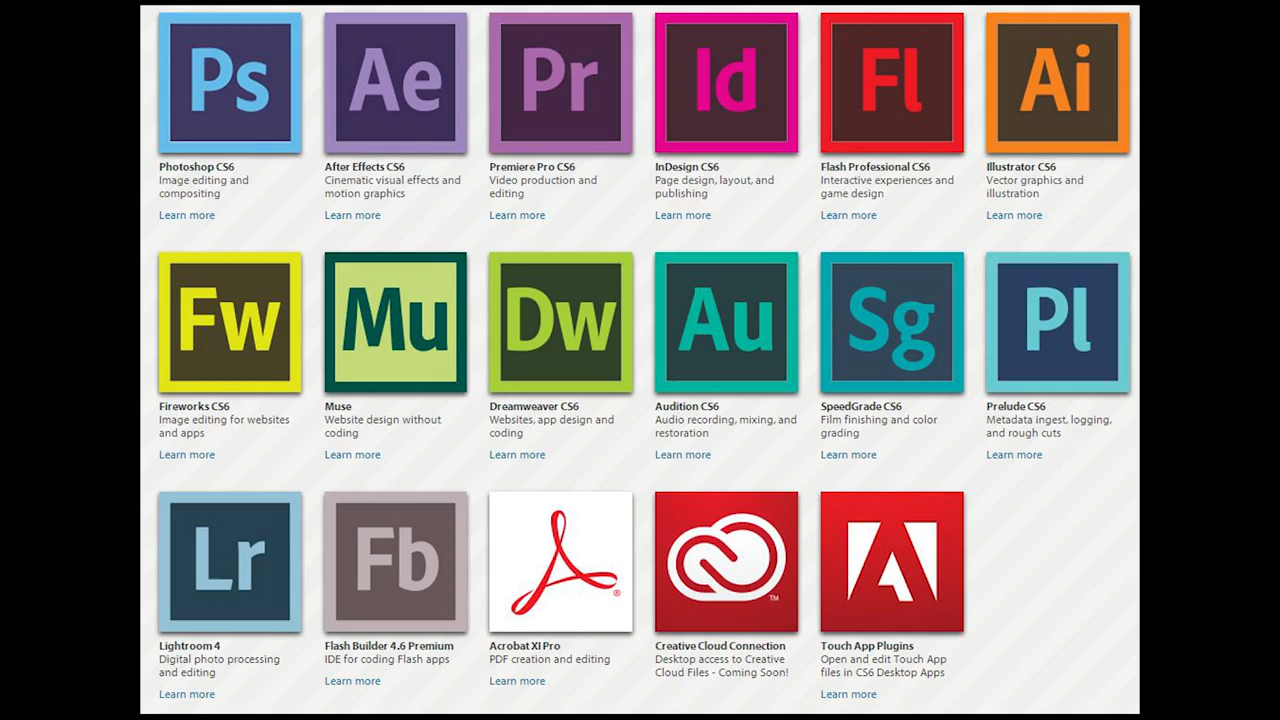 Ps
Ae
Pr
Id
Fl
Ai
Photoshop CS6
Image editing and
compositing
Learn more
After Effects CS6
Cinematic visual effects and
motion graphics
Learn more
Premiere Pro CS6
Video production and
editing
Learn more
InDesign CS6
Page design, layout, and
publishing
Learn more
Flash Professional CS6
Interactive experiences and
game design
Learn more
Illustrator CS6
Vector graphics and
illustration
Learn more
Fw
Mu
Dw
Au
Sg
Pl
Fireworks CS6
Image editing for websites
and apps
Learn more
Muse
Website design without
coding
Learn more
Dreamweaver CS6
Websites, app design and
coding
Learn more
Audition CS6
Audio recording, mixing, and
restoration
Learn more
SpeedGrade CS6
Film finishing and color
grading
Learn more
Prelude CS6
Metadata ingest, logging,
and rough cuts
Learn more
Lr
Fb
®
TM
Lightroom 4
Digital photo processing
and editing
Learn more
Flash Builder 4.6 Premium
IDE for coding Flash apps
Learn more
Acrobat XI Pro
PDF creation and editing
Learn more
Creative Cloud Connection
Desktop access to Creative
Cloud Files - Coming Soon!
Touch App Plugins
Open and edit Touch App
files in CS6 Desktop Apps
Learn more